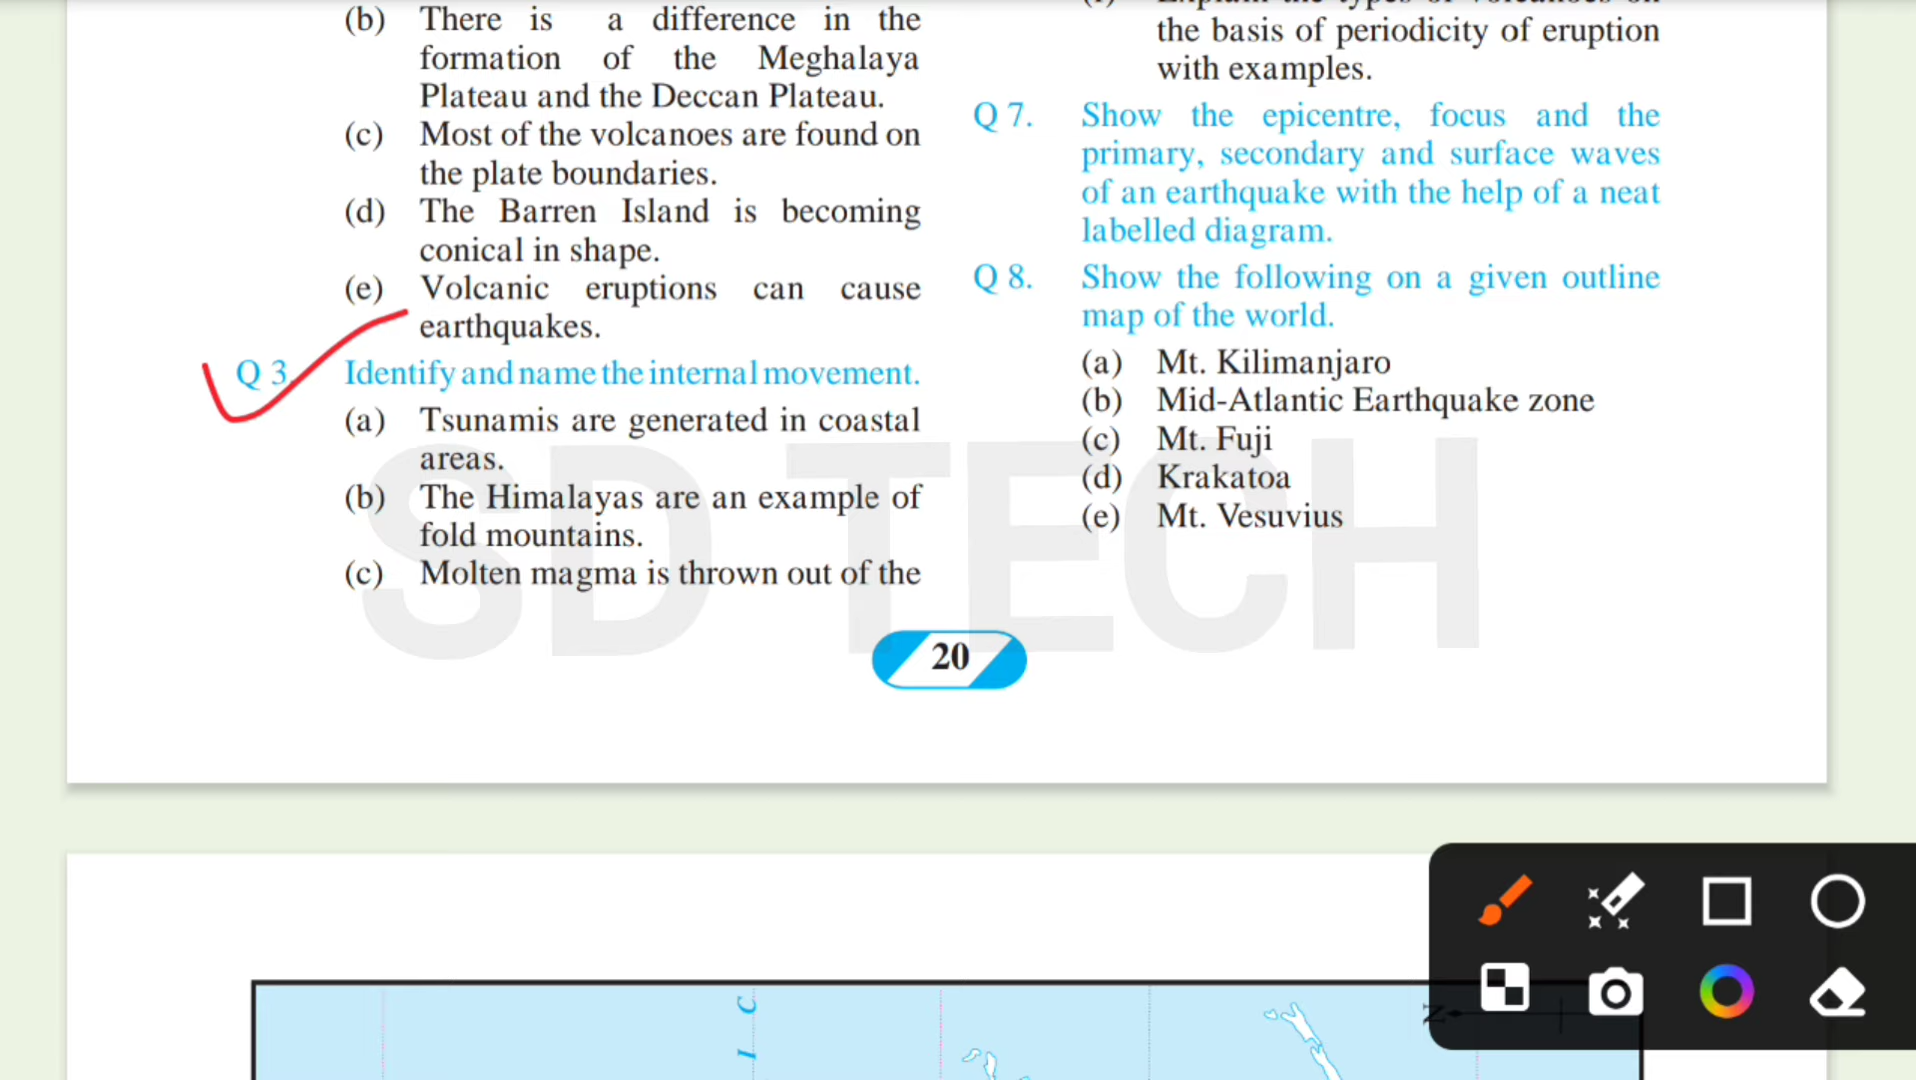 (b) There is a difference in the
formation of the Meghalaya
Plateau and the Deccan Plateau.
(c) Most of the volcanoes are found on
the plate boundaries.
(d) The Barren Island is becoming
conical in shape.
(e) Volcanic eruptions can cause
earthquakes.
Q 3. Identify and name the internal movement.
(a) Tsunamis are generated in coastal
areas.
(b) The Himalayas are an example of
fold mountains.
(c) Molten magma is thrown out of the
the basis of periodicity of eruption
with examples.
Q 7. Show the epicentre, focus and the
primary, secondary and surface waves
of an earthquake with the help of a neat
labelled diagram.
Q 8. Show the following on a given outline
map of the world.
(a) Mt. Kilimanjaro
(b) Mid-Atlantic Earthquake zone
(c) Mt. Fuji
(d) Krakatoa
(e) Mt. Vesuvius
SD TECH
20
C
I
N